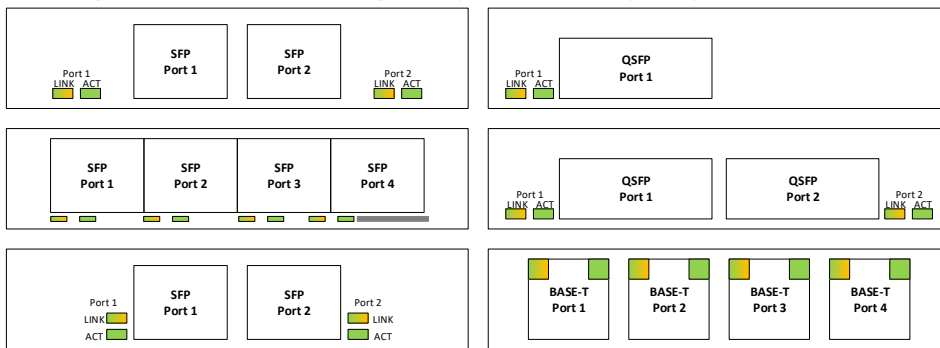 SFP
Port 1
SFP
Port 2
Port 1
LINK ACT
Port 2
LINK ACT
QSFP
Port 1
Port 1
LINK ACT
SFP
Port 1
SFP
Port 2
SFP
Port 3
SFP
Port 4
QSFP
Port 1
QSFP
Port 2
Port 1
LINK ACT
Port 2
LINK ACT
SFP
Port 1
SFP
Port 2
Port 1
LINK
ACT
Port 2
LINK
ACT
BASE-T
Port 1
BASE-T
Port 2
BASE-T
Port 3
BASE-T
Port 4